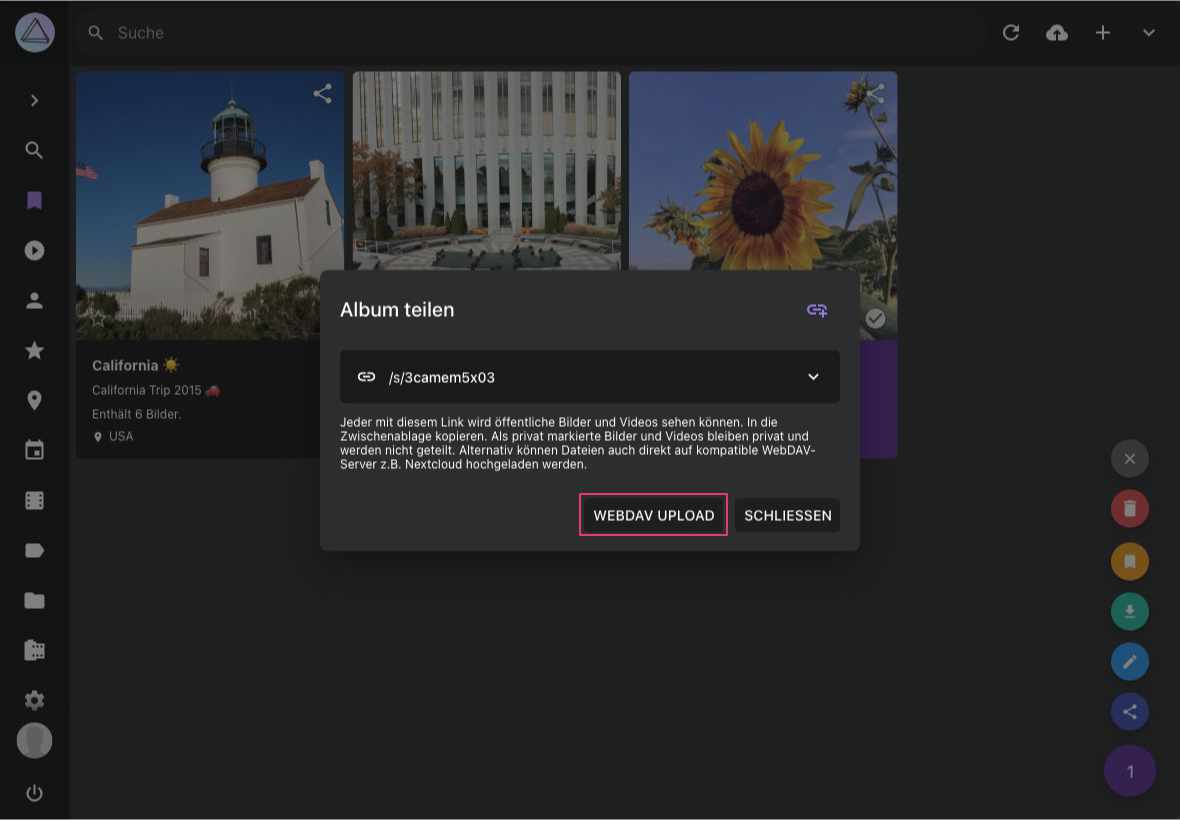 Suche
California ☀️
California Trip 2015 🚗
Enthält 6 Bilder.
USA
Album teilen
/s/3camem5x03
Jeder mit diesem Link wird öffentliche Bilder und Videos sehen können. In die
Zwischenablage kopieren. Als privat markierte Bilder und Videos bleiben privat und
werden nicht geteilt. Alternativ können Dateien auch direkt auf kompatible WebDAV-
Server z.B. Nextcloud hochgeladen werden.
WEBDAV UPLOAD
SCHLIESSEN
1